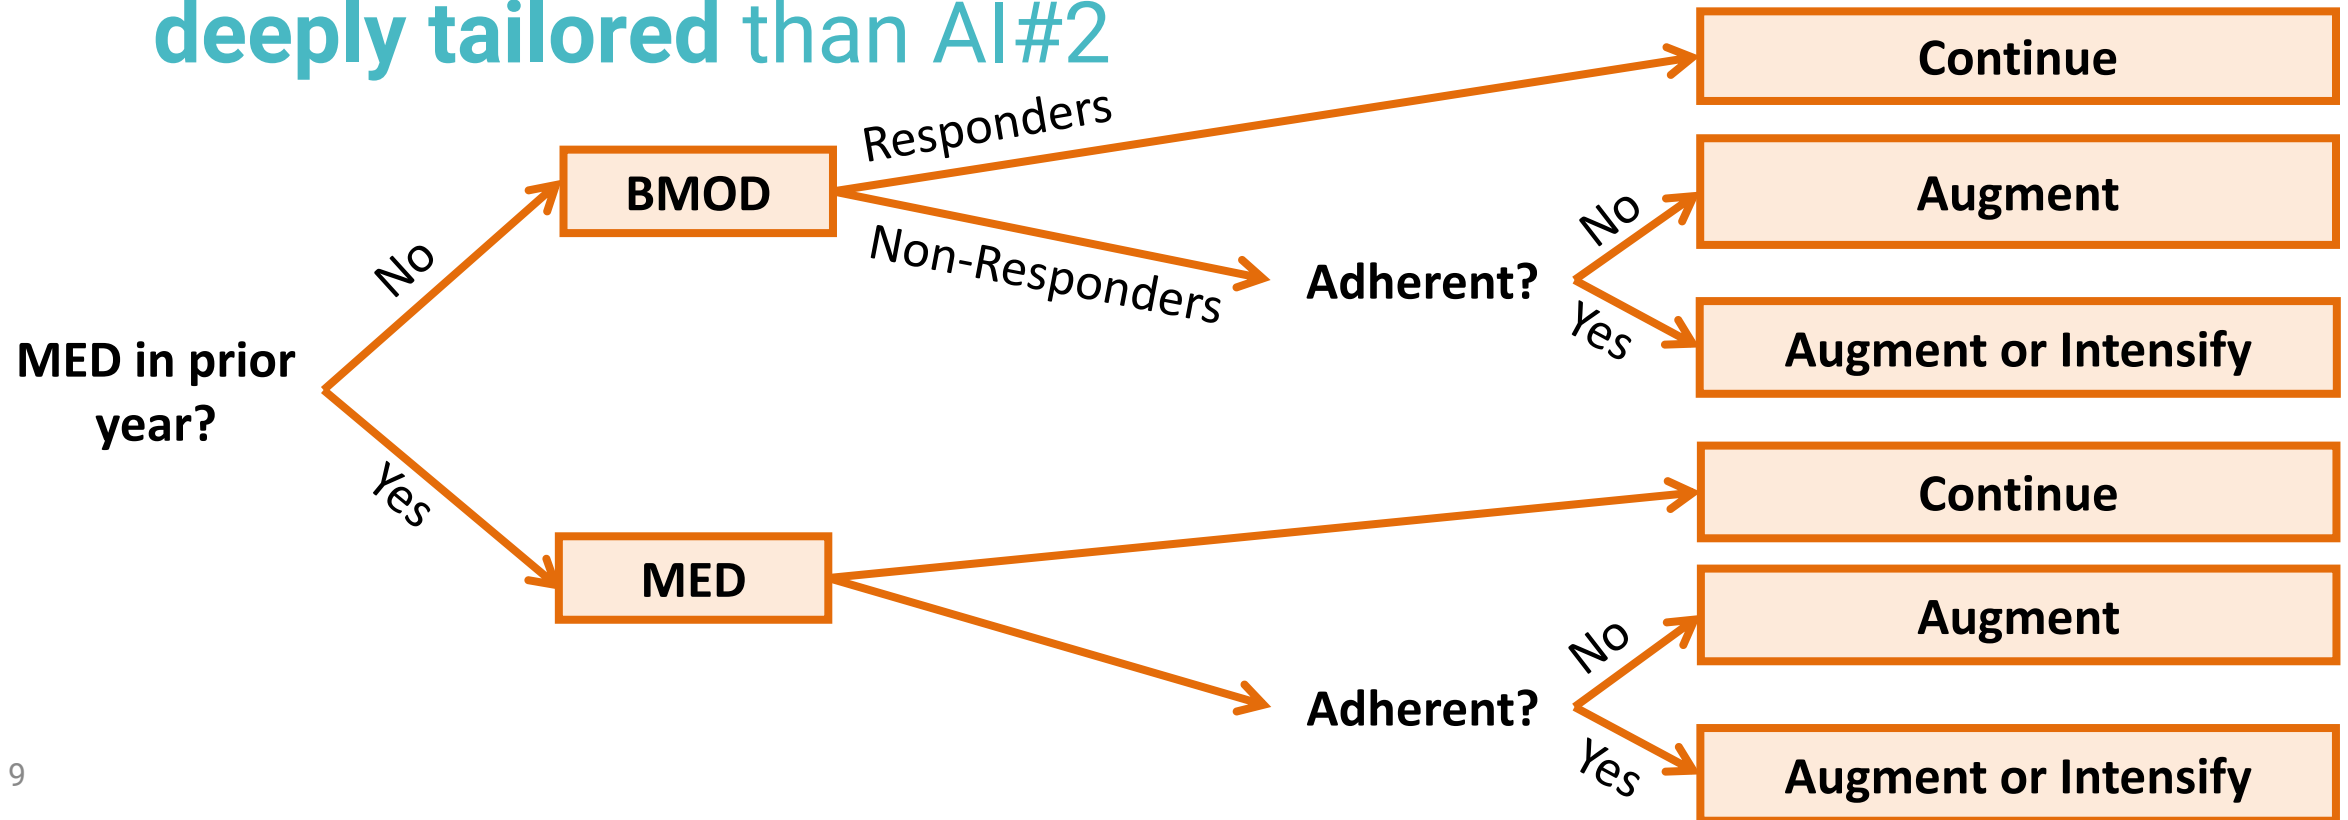 deeply tailored than AI#2
Continue
Responders
BMOD
No
Augment
Non-Responders
Adherent?
No
Yes
Augment or Intensify
MED in prior
year?
Yes
Continue
MED
Augment
No
Adherent?
Yes
Augment or Intensify
9